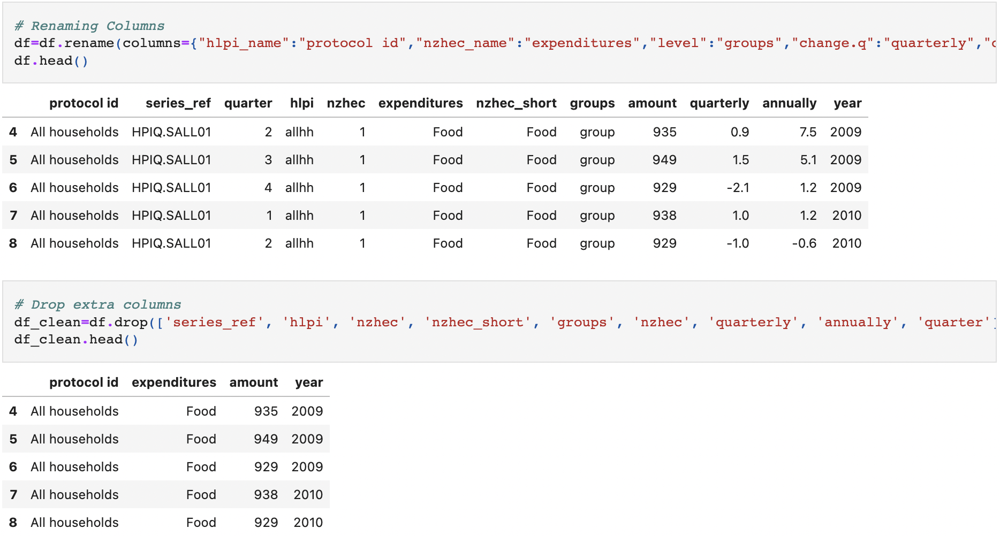 # Renaming Columns
df=df.rename(columns={"hlpi_name":"protocol id","nzhec_name":"expenditures","level":"groups","change.q":"quarterly","c
df.head()
protocol id series_ref quarter hlpi nzhec expenditures nzhec_short groups amount quarterly annually year
4 All households HPIQ.SALL01 2 allhh 1 Food Food group 935 0.9 7.5 2009
5 All households HPIQ.SALL01 3 allhh 1 Food Food group 949 1.5 5.1 2009
6 All households HPIQ.SALL01 4 allhh 1 Food Food group 929 -2.1 1.2 2009
7 All households HPIQ.SALL01 1 allhh 1 Food Food group 938 1.0 1.2 2010
8 All households HPIQ.SALL01 2 allhh 1 Food Food group 929 -1.0 -0.6 2010
# Drop extra columns
df_clean=df.drop(['series_ref', 'hlpi', 'nzhec', 'nzhec_short', 'groups', 'nzhec', 'quarterly', 'annually', 'quarter']
df_clean.head()
protocol id expenditures amount year
4 All households Food 935 2009
5 All households Food 949 2009
6 All households Food 929 2009
7 All households Food 938 2010
8 All households Food 929 2010